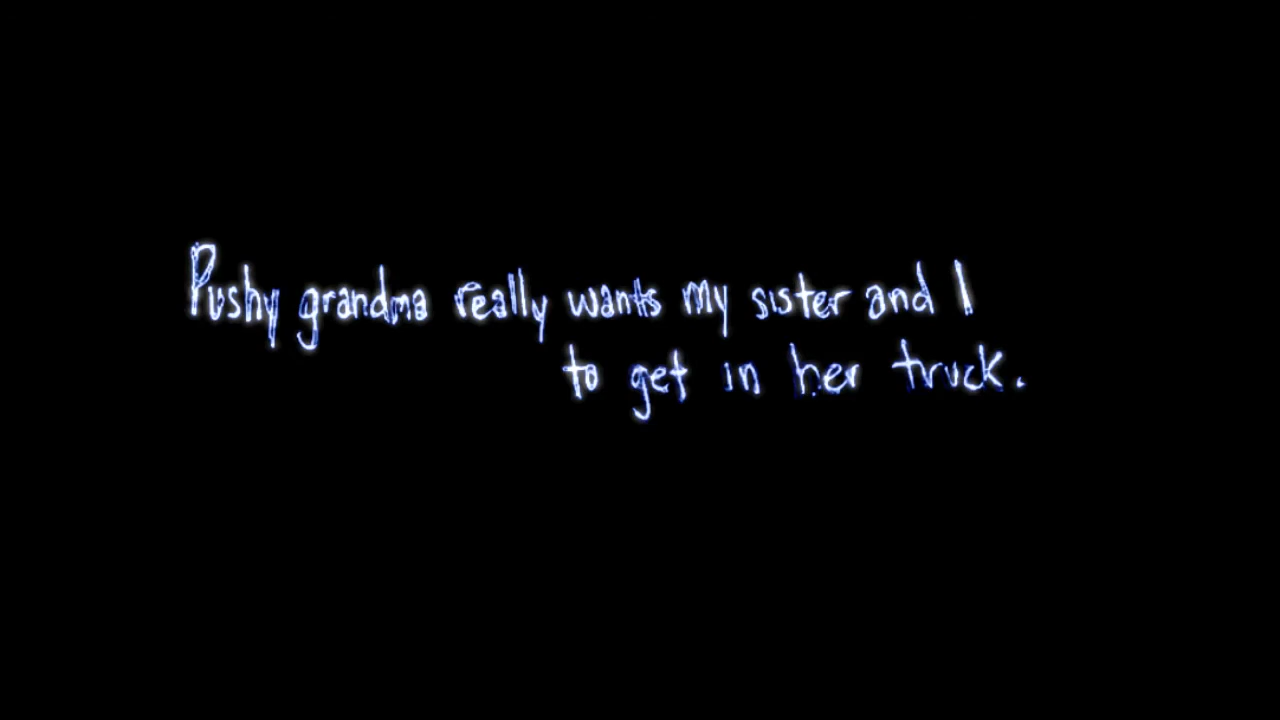 Pushy grandma really wants my sister and I
to get in her truck.